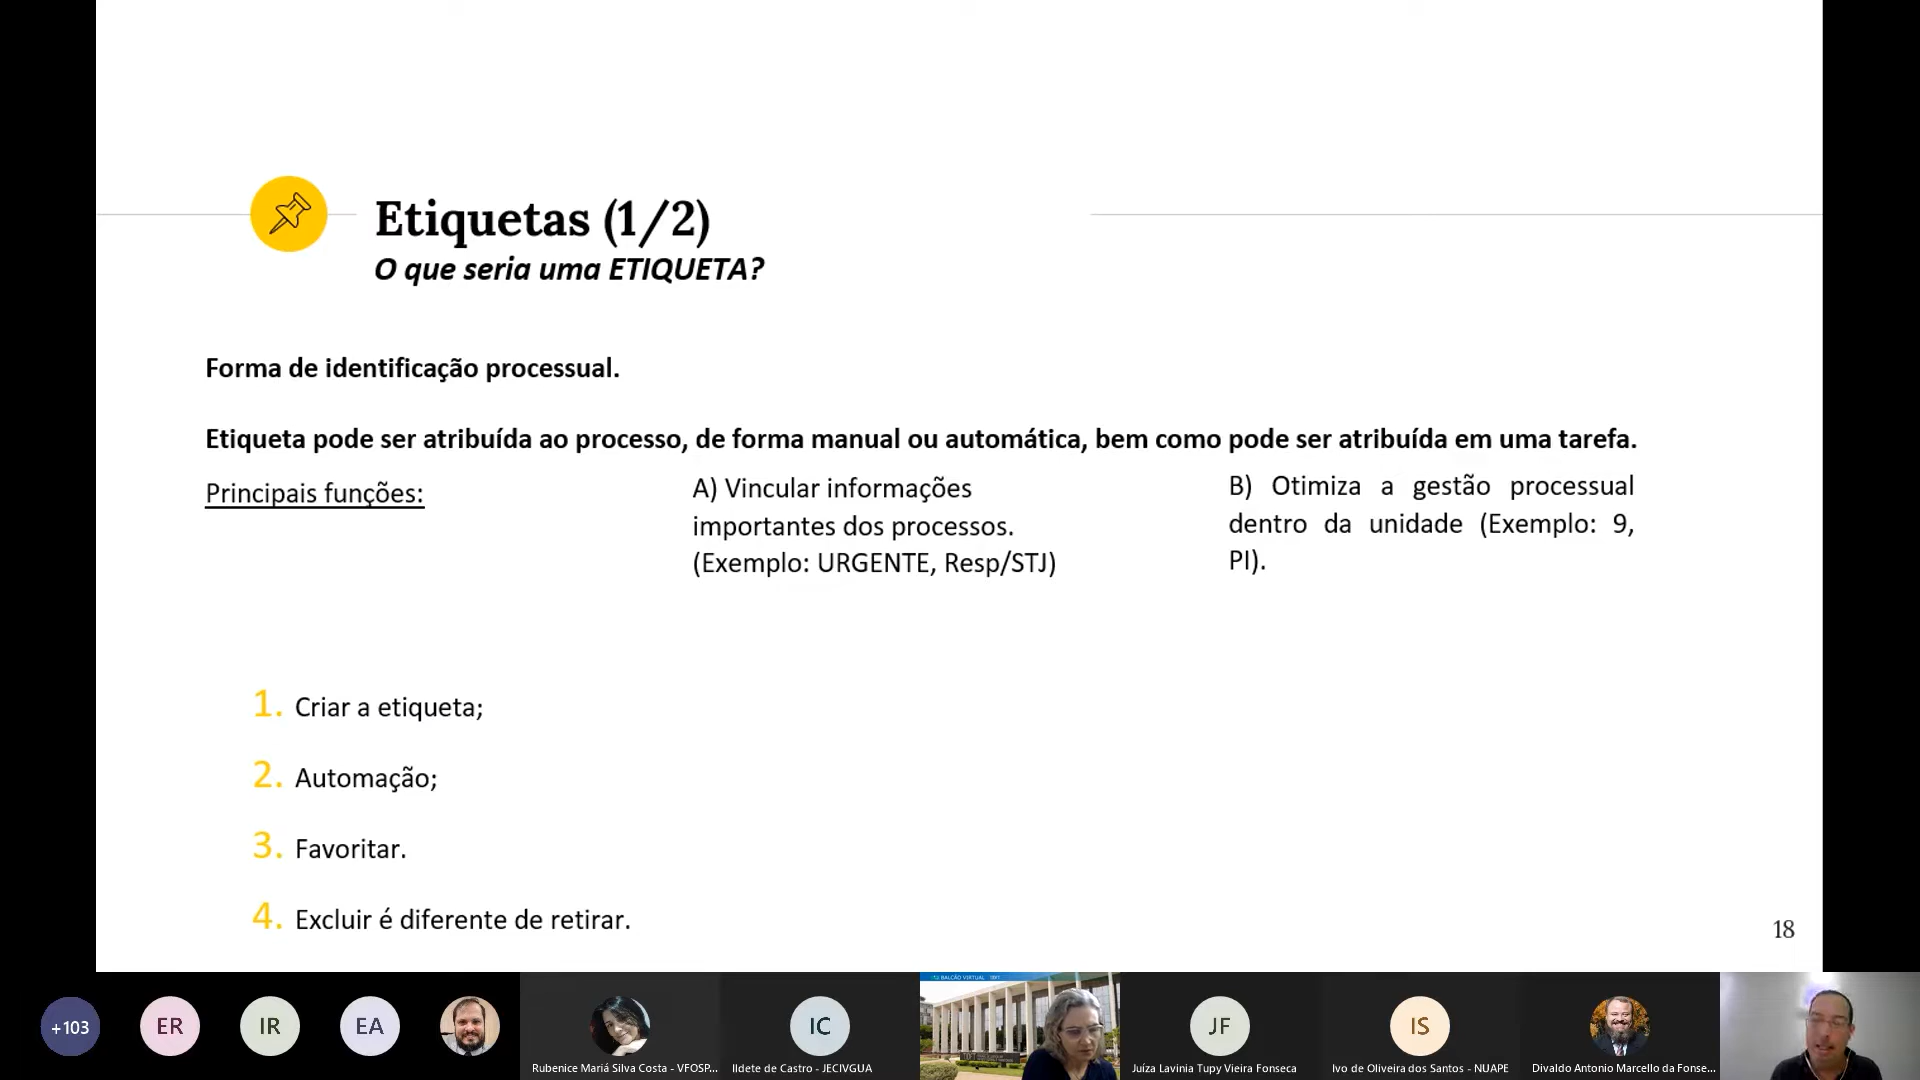 Etiquetas (1/2)
O que seria uma ETIQUETA?
Forma de identificação processual.
Etiqueta pode ser atribuída ao processo, de forma manual ou automática, bem como pode ser atribuída em uma tarefa.
Principais funções:
A) Vincular informações
importantes dos processos.
(Exemplo: URGENTE, Resp/STJ)
B) Otimiza a gestão processual
dentro da unidade (Exemplo: 9,
PI).
1. Criar a etiqueta;
2. Automação;
3. Favoritar.
4. Excluir é diferente de retirar.
18
+103
ER
IR
EA
Rubenice Mariá Silva Costa - VFOSP...
IC
Ildete de Castro - JECIVGUA
BALCÃO VIRTUAL
JF
Juíza Lavinia Tupy Vieira Fonseca
IS
Ivo de Oliveira dos Santos - NUAPE
Divaldo Antonio Marcello da Fonse...